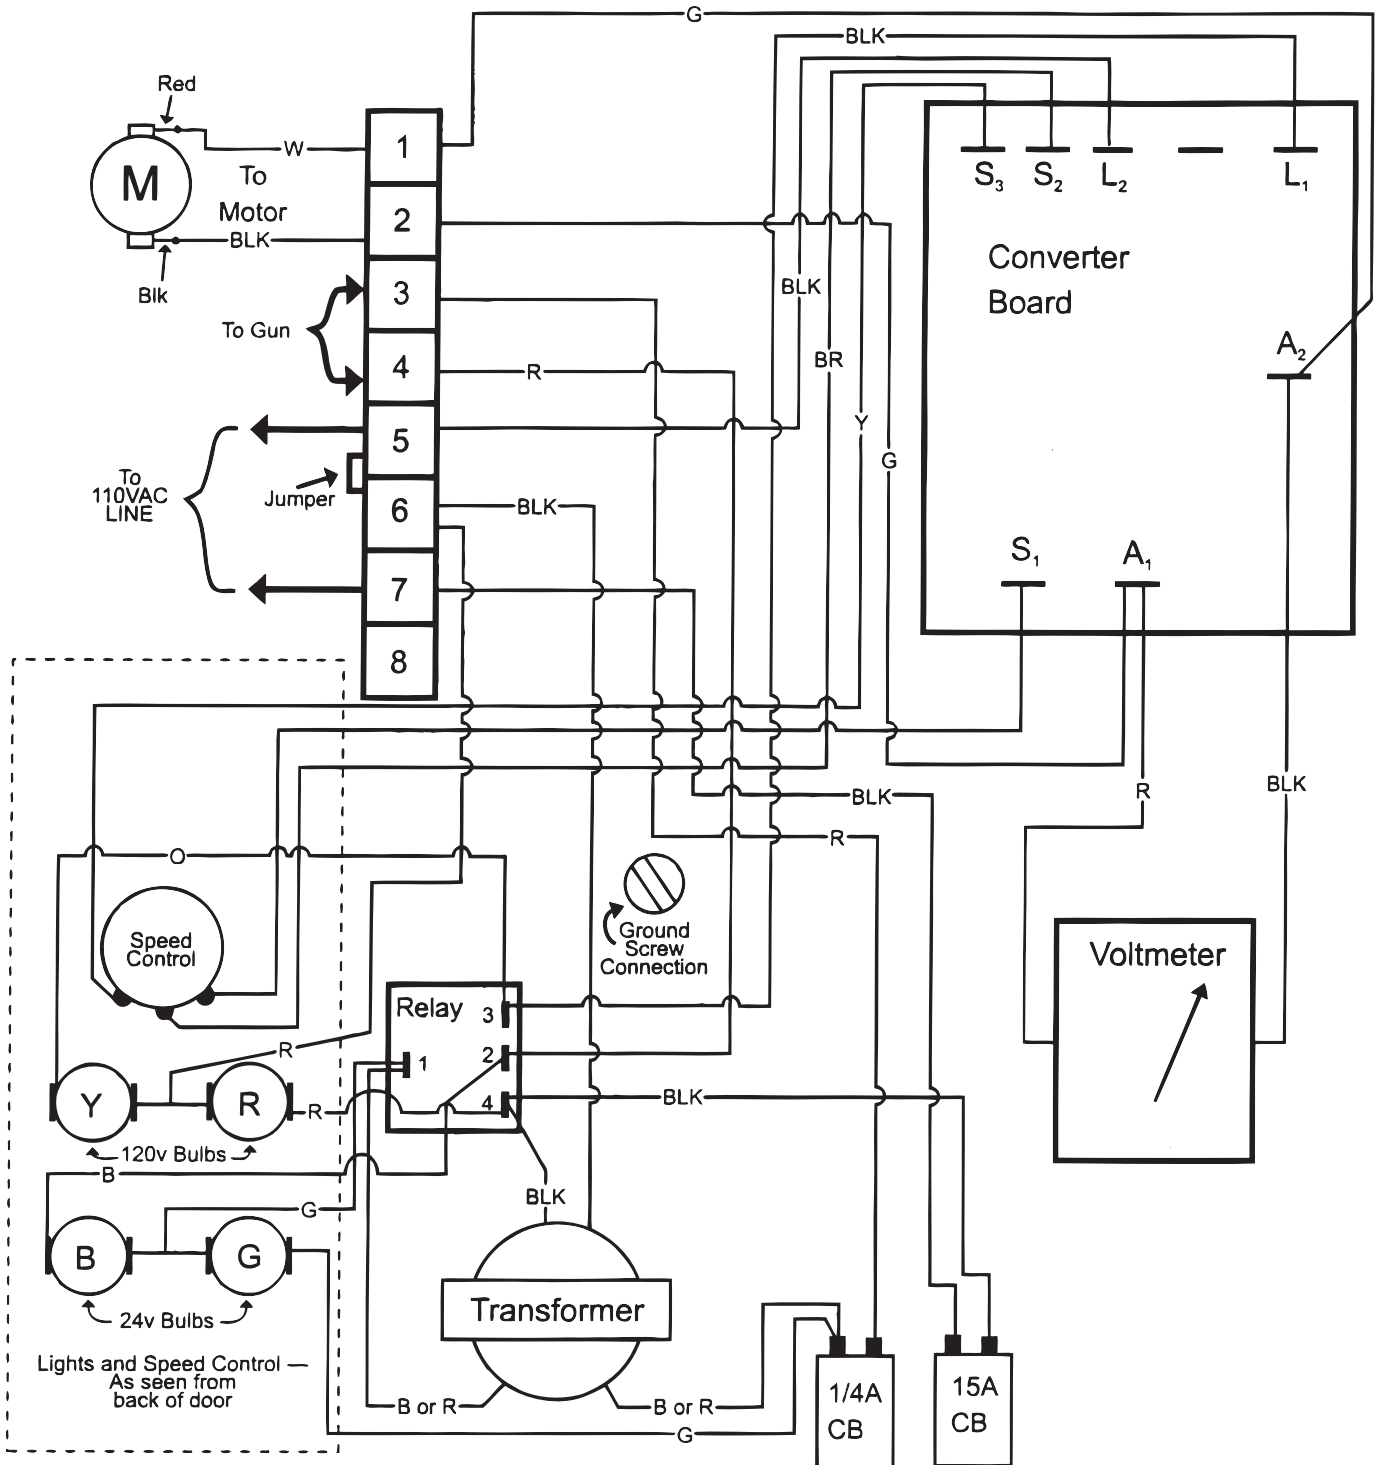 G
BLK
Red
W
1
M
To
Motor
BLK
Blk
2
S3
S2
L2
L1
Converter
Board
BLK
3
To Gun
A2
BR
4
R
Y
G
5
To
110VAC
LINE
Jumper
6
BLK
S1
A1
7
8
R
BLK
BLK
R
O
Speed
Control
Ground
Screw
Connection
Voltmeter
Relay
3
R
1
2
Y
R
R
4
BLK
120v Bulbs
B
BLK
G
B
G
24v Bulbs
Transformer
Lights and Speed Control —
As seen from
back of door
B or R
B or R
G
1/4A
CB
15A
CB